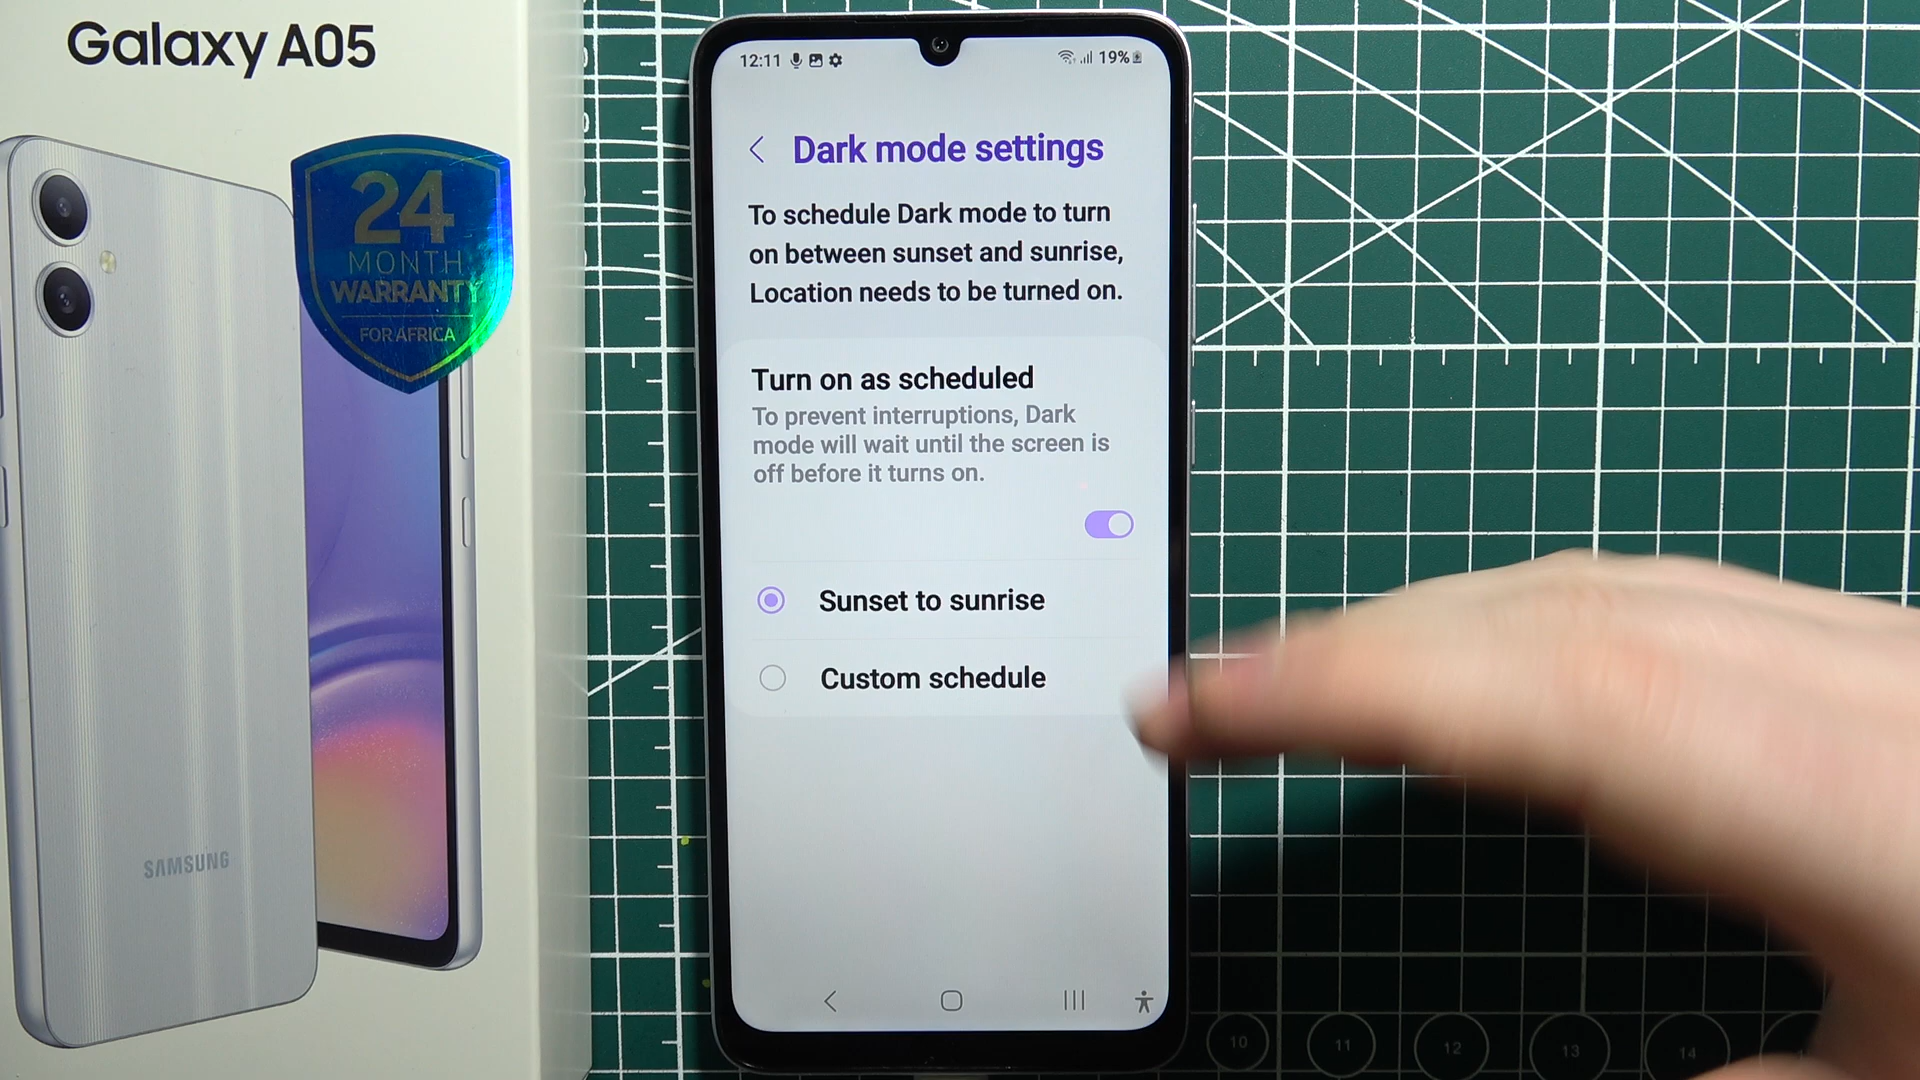 Galaxy A05
24
MONTH
WARRANTY
FOR AFRICA
SAMSUNG
12:11
19%
Dark mode settings
To schedule Dark mode to turn
on between sunset and sunrise,
Location needs to be turned on.
Turn on as scheduled
To prevent interruptions, Dark
mode will wait until the screen is
off before it turns on.
Sunset to sunrise
Custom schedule
10 11 12 13 14